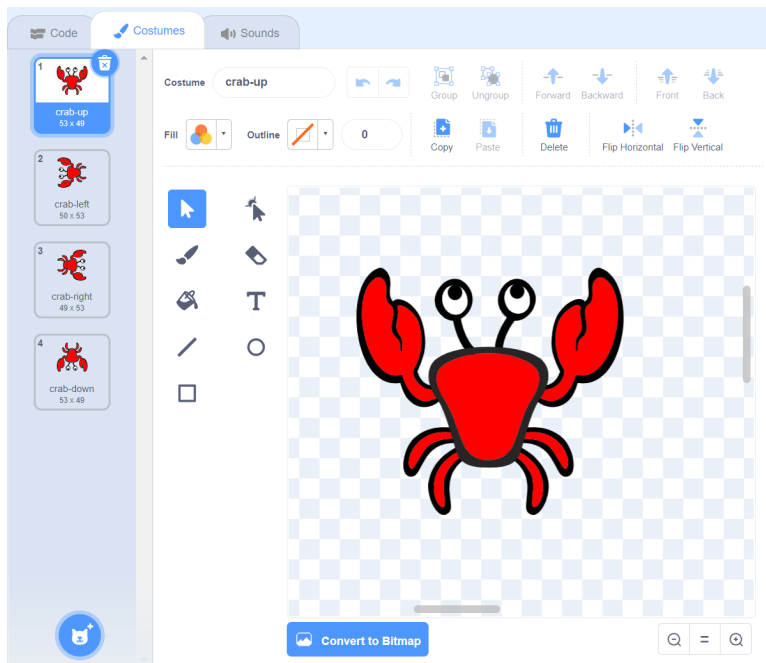 Code
Costumes
Sounds
1
crab-up
53 x 49
2
crab-left
50 x 53
3
crab-right
49 x 53
4
crab-down
53 x 49
Costume
crab-up
Group
Ungroup
Forward
Backward
Front
Back
Fill
Outline
0
Copy
Paste
Delete
Flip Horizontal
Flip Vertical
T
Convert to Bitmap